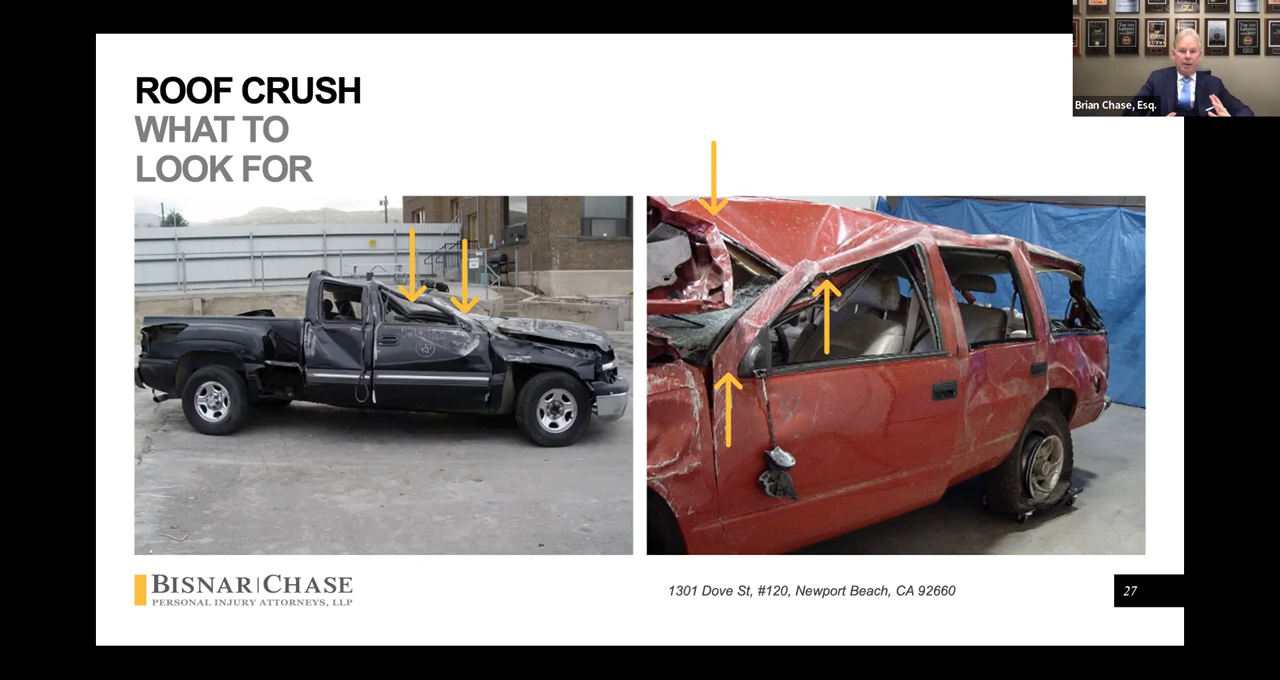 ROOF CRUSH
WHAT TO
LOOK FOR
Brian Chase, Esq.
BISNAR|CHASE
PERSONAL INJURY ATTORNEYS, LLP
1301 Dove St, #120, Newport Beach, CA 92660
27